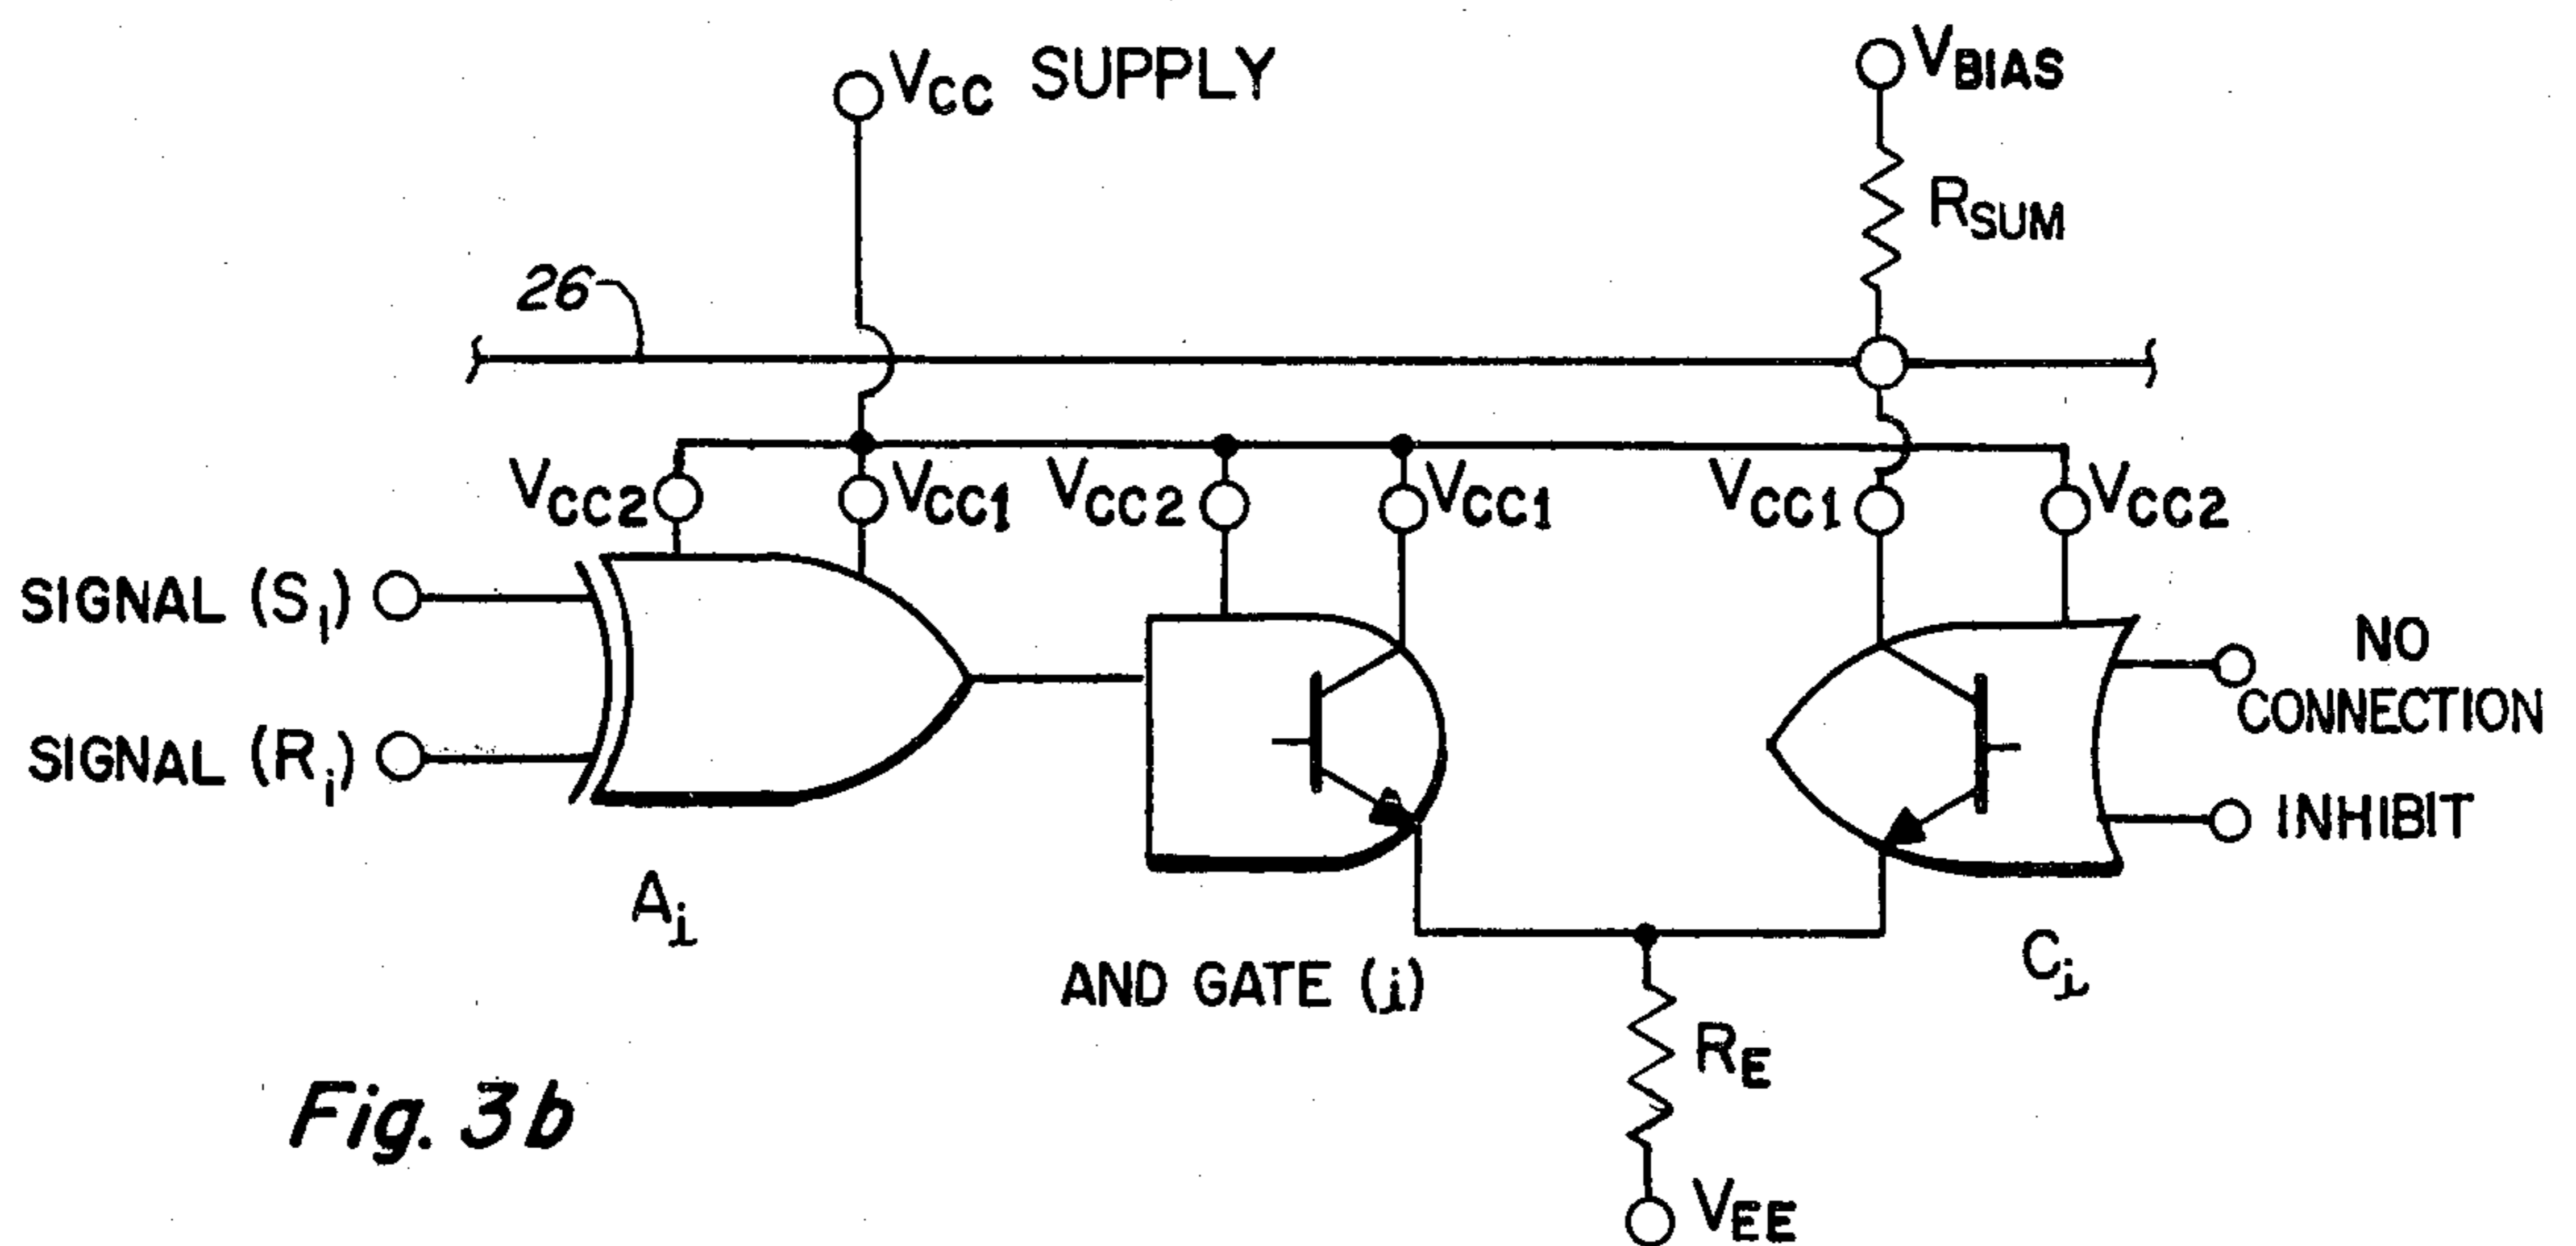 VCC SUPPLY
VBIAS
RSUM
26
VCC2
VCC1
VCC2
VCC1
VCC1
VCC2
SIGNAL (Si)
SIGNAL (Ri)
NO
CONNECTION
INHIBIT
Ai
AND GATE (i)
Ci
RE
VEE
Fig. 3b